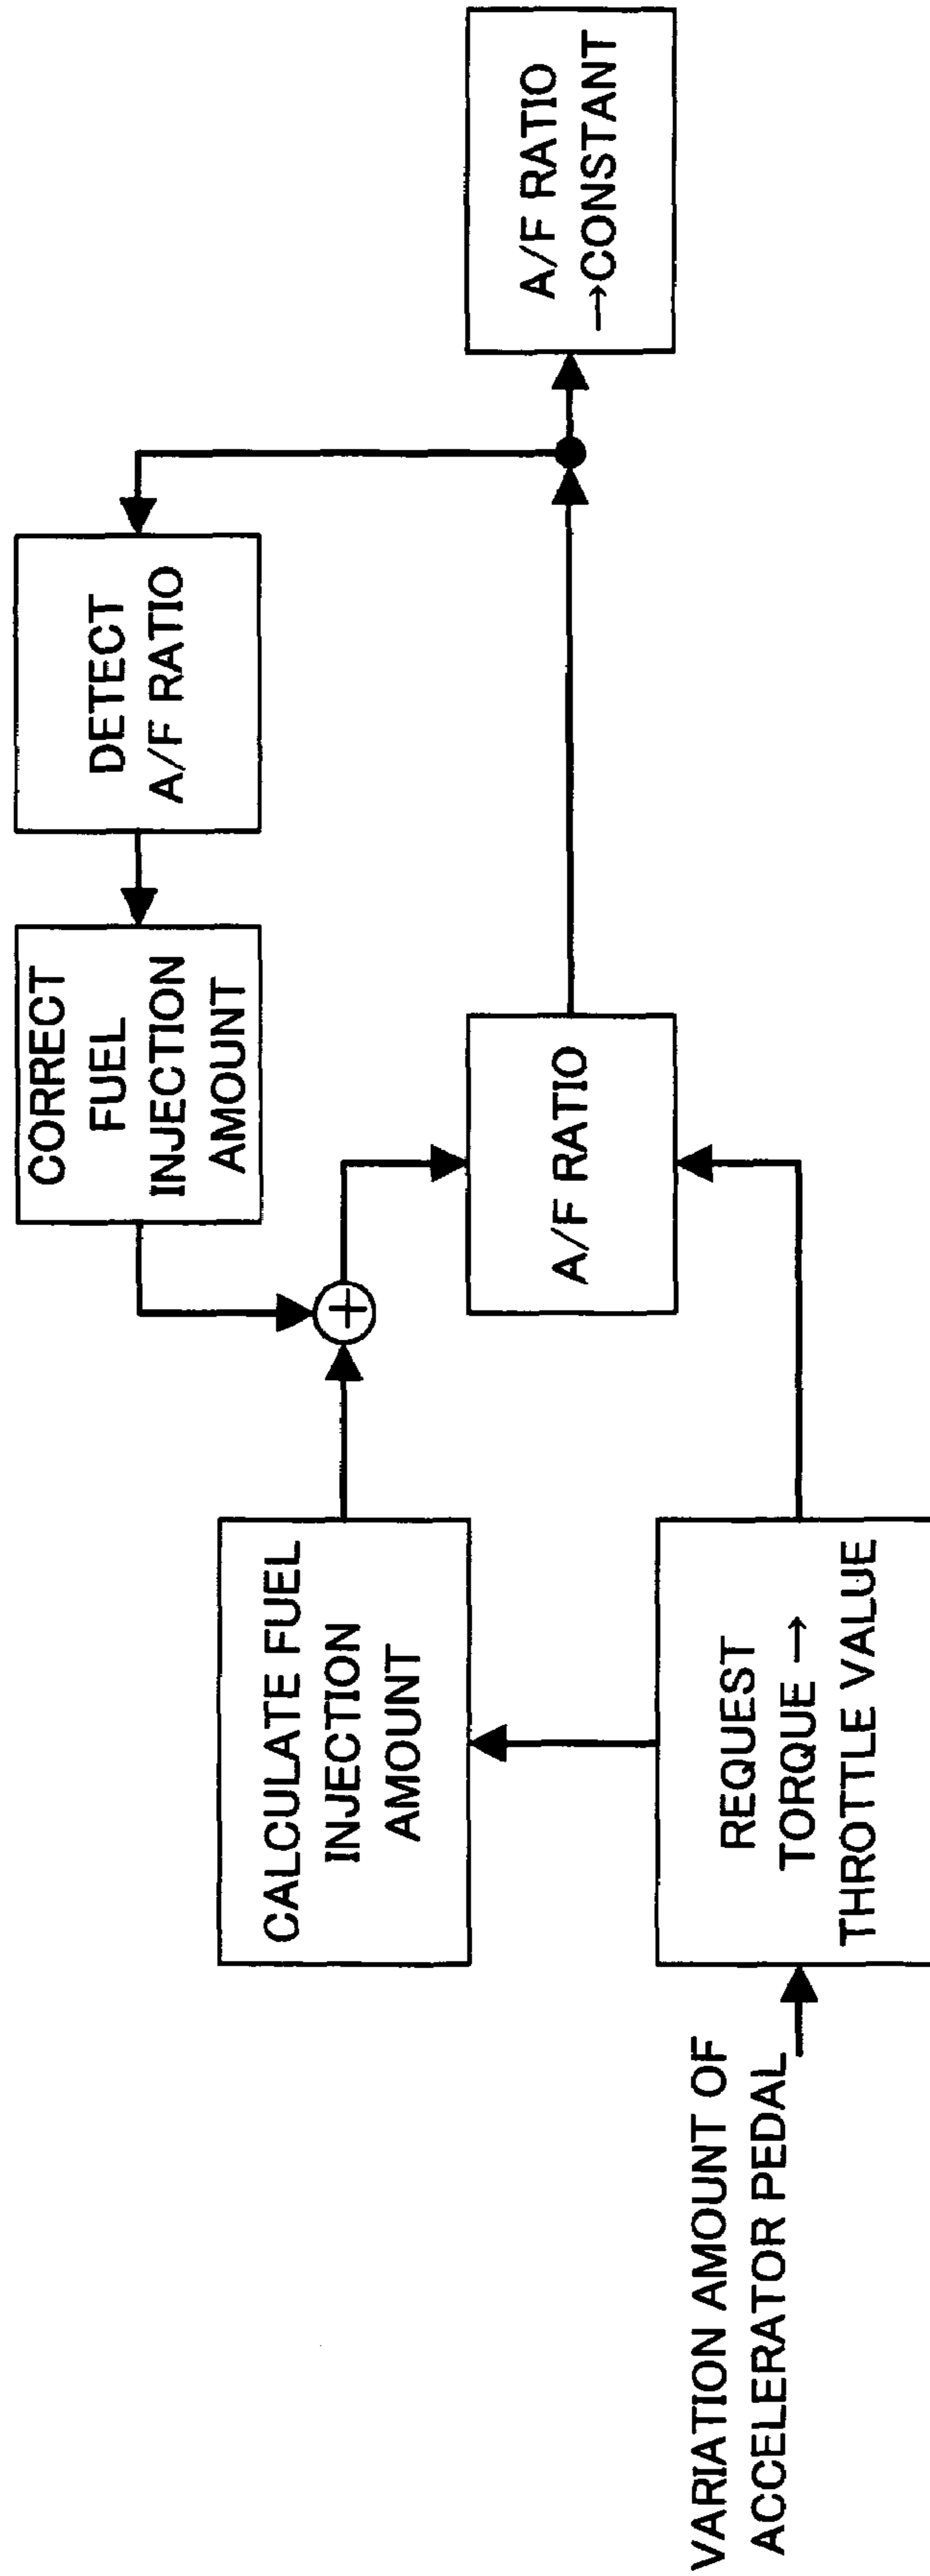 VARIATION AMOUNT OF
ACCELERATOR PEDAL
REQUEST
TORQUE →
THROTTLE VALUE
CALCULATE FUEL
INJECTION
AMOUNT
+
CORRECT
FUEL
INJECTION
AMOUNT
DETECT
A/F RATIO
A/F RATIO
A/F RATIO
→CONSTANT